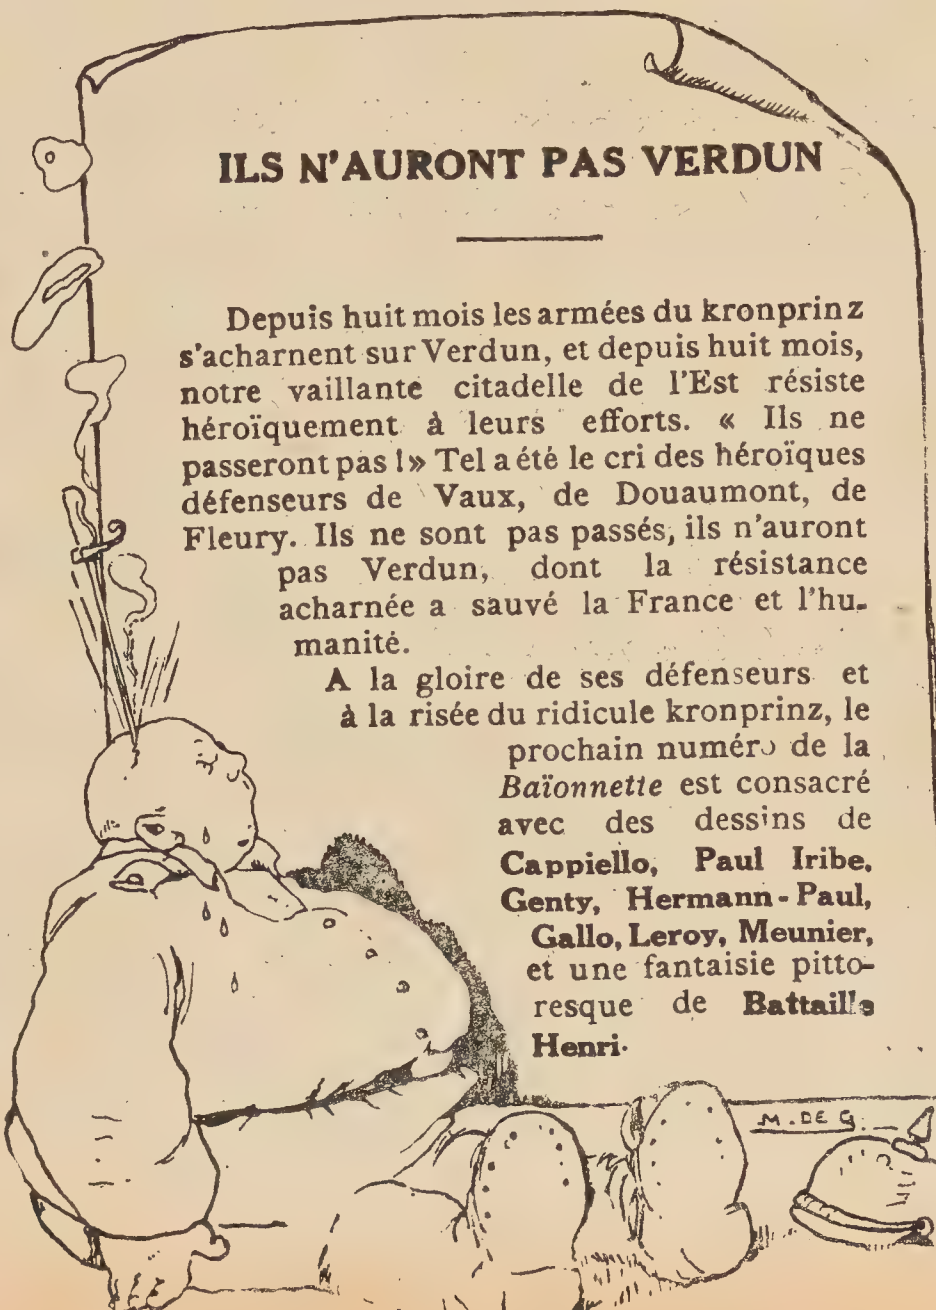 ILS N'AURONT PAS VERDUN
Depuis huit mois les armées du kronprinz
s'acharnent sur Verdun, et depuis huit mois,
notre vaillante citadelle de l'Est résiste
héroïquement à leurs efforts. « Ils ne
passeront pas !» Tel a été le cri des héroïques
défenseurs de Vaux, de Douaumont, de
Fleury. Ils ne sont pas passés, ils n'auront
pas Verdun, dont la résistance
acharnée a sauvé la France et l'hu-
manité.
A la gloire de ses défenseurs et
à la risée du ridicule kronprinz, le
prochain numéro de la
Baïonnette est consacré
avec des dessins de
Cappiello, Paul Iribe,
Genty, Hermann-Paul,
Gallo, Leroy, Meunier,
et une fantaisie pitto-
resque de Battaille
Henri.
M. DE G.